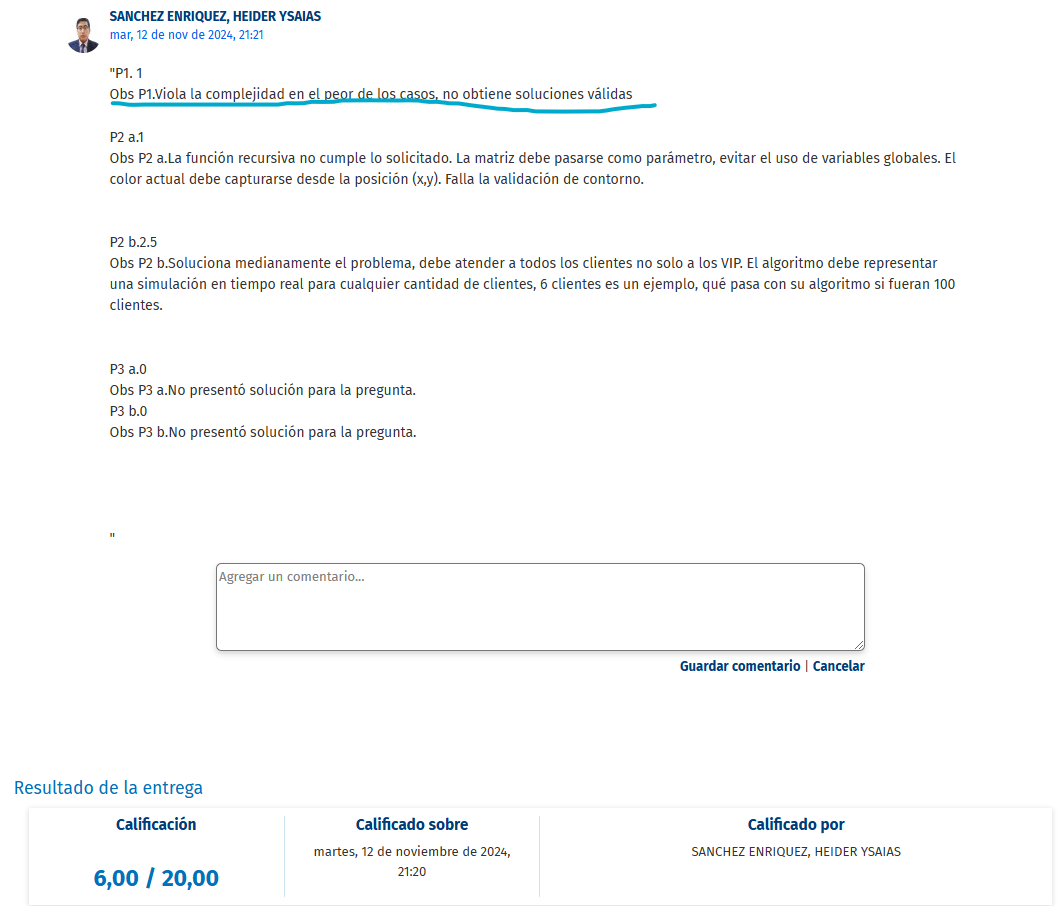 SANCHEZ ENRIQUEZ, HEIDER YSAIAS
mar, 12 de nov de 2024, 21:21
"P1. 1
Obs P1.Viola la complejidad en el peor de los casos, no obtiene soluciones válidas
P2 a.1
Obs P2 a.La función recursiva no cumple lo solicitado. La matriz debe pasarse como parámetro, evitar el uso de variables globales. El
color actual debe capturarse desde la posición (x,y). Falla la validación de contorno.
P2 b.2.5
Obs P2 b.Soluciona medianamente el problema, debe atender a todos los clientes no solo a los VIP. El algoritmo debe representar
una simulación en tiempo real para cualquier cantidad de clientes, 6 clientes es un ejemplo, qué pasa con su algoritmo si fueran 100
clientes.
P3 a.0
Obs P3 a.No presentó solución para la pregunta.
P3 b.0
Obs P3 b.No presentó solución para la pregunta.
"
Agregar un comentario...
Guardar comentario | Cancelar
Resultado de la entrega
Calificación
6,00 / 20,00
Calificado sobre
martes, 12 de noviembre de 2024,
21:20
Calificado por
SANCHEZ ENRIQUEZ, HEIDER YSAIAS